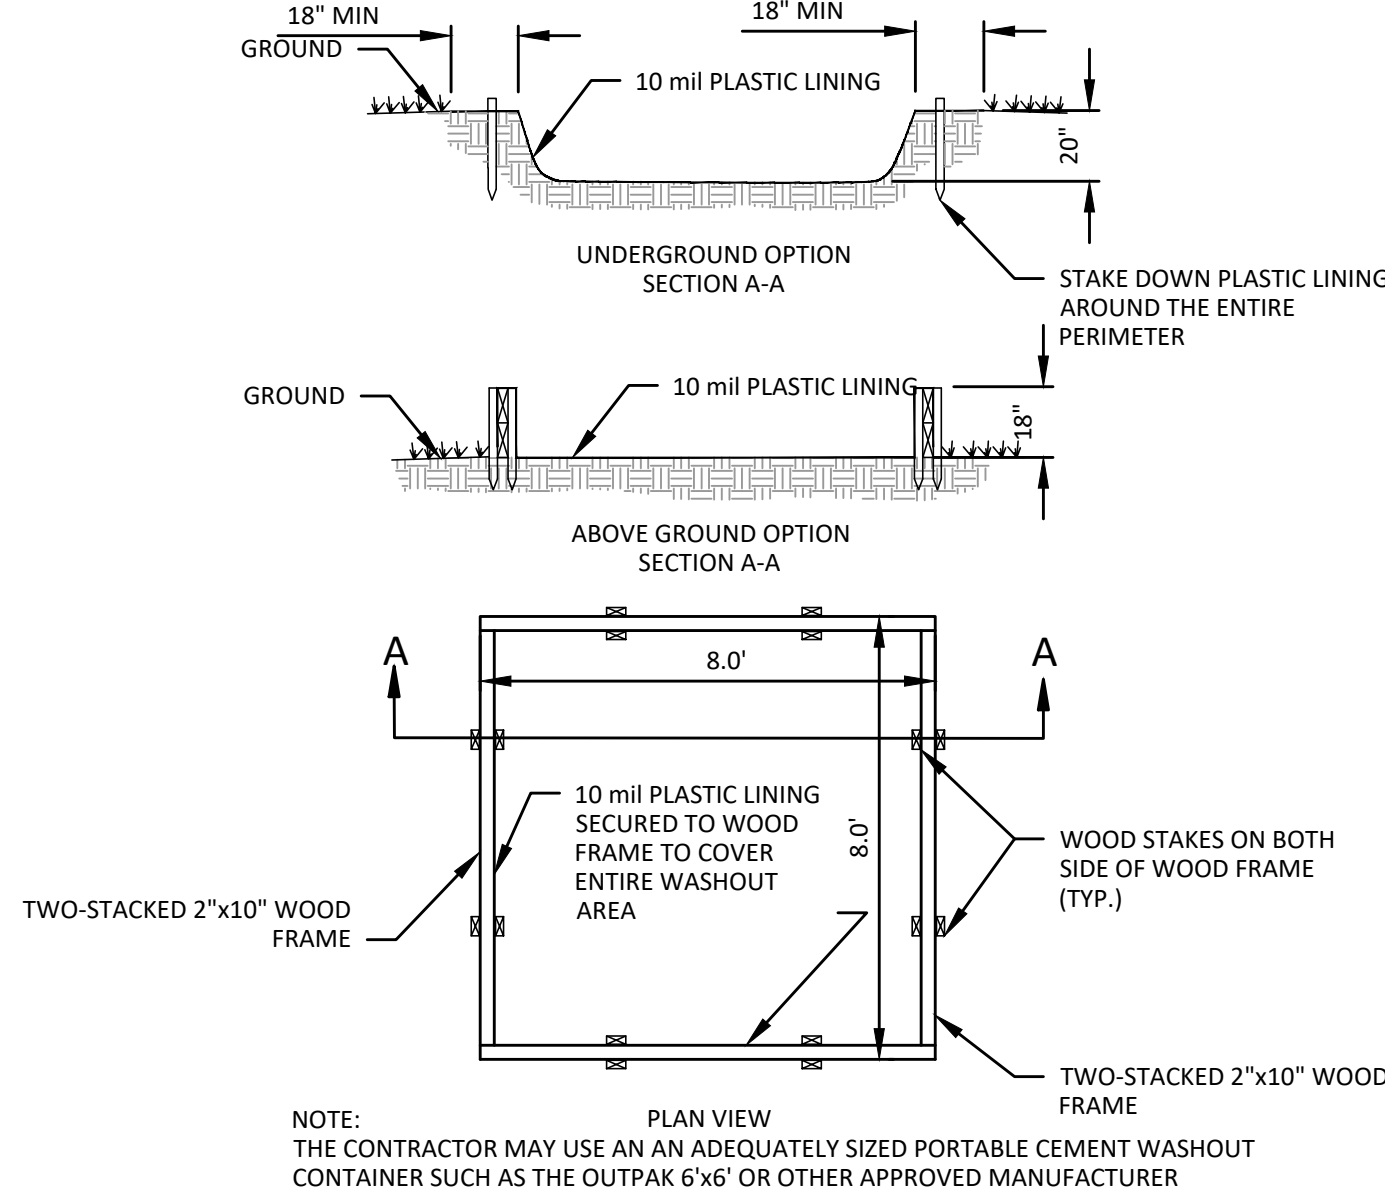 18" MIN
18" MIN
GROUND
10 mil PLASTIC LINING
20"
UNDERGROUND OPTION
SECTION A-A
STAKE DOWN PLASTIC LINING
AROUND THE ENTIRE
PERIMETER
GROUND
10 mil PLASTIC LINING
18"
ABOVE GROUND OPTION
SECTION A-A
A
A
8.0'
10 mil PLASTIC LINING
SECURED TO WOOD
FRAME TO COVER
ENTIRE WASHOUT
AREA
8.0'
WOOD STAKES ON BOTH
SIDE OF WOOD FRAME
(TYP.)
TWO-STACKED 2"x10" WOOD
FRAME
TWO-STACKED 2"x10" WOOD
FRAME
PLAN VIEW
NOTE:
THE CONTRACTOR MAY USE AN AN ADEQUATELY SIZED PORTABLE CEMENT WASHOUT
CONTAINER SUCH AS THE OUTPAK 6'x6' OR OTHER APPROVED MANUFACTURER